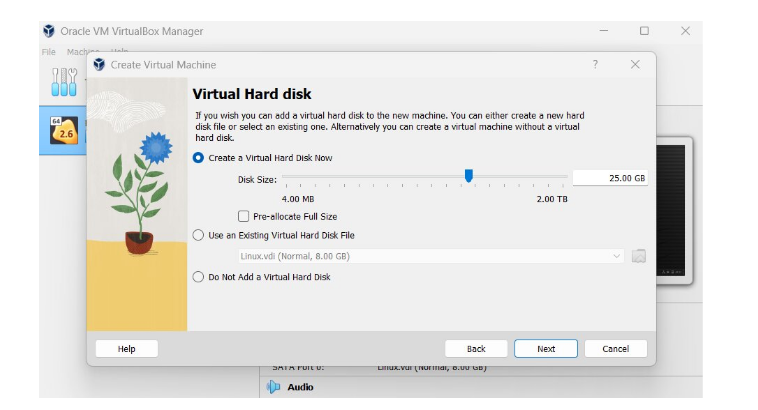 Oracle VM VirtualBox Manager
File Machine Help
Create Virtual Machine ?
Virtual Hard disk
If you wish you can add a virtual hard disk to the new machine. You can either create a new hard
disk file or select an existing one. Alternatively you can create a virtual machine without a virtual
hard disk.
64
2.6
Create a Virtual Hard Disk Now
Disk Size:
25.00 GB
4.00 MB 2.00 TB
Pre-allocate Full Size
Use an Existing Virtual Hard Disk File
Linux.vdi (Normal, 8.00 GB)
Do Not Add a Virtual Hard Disk
Help Back Next Cancel
SATA Port 0: Linux.vdi (Normal, 8.00 GB)
Audio